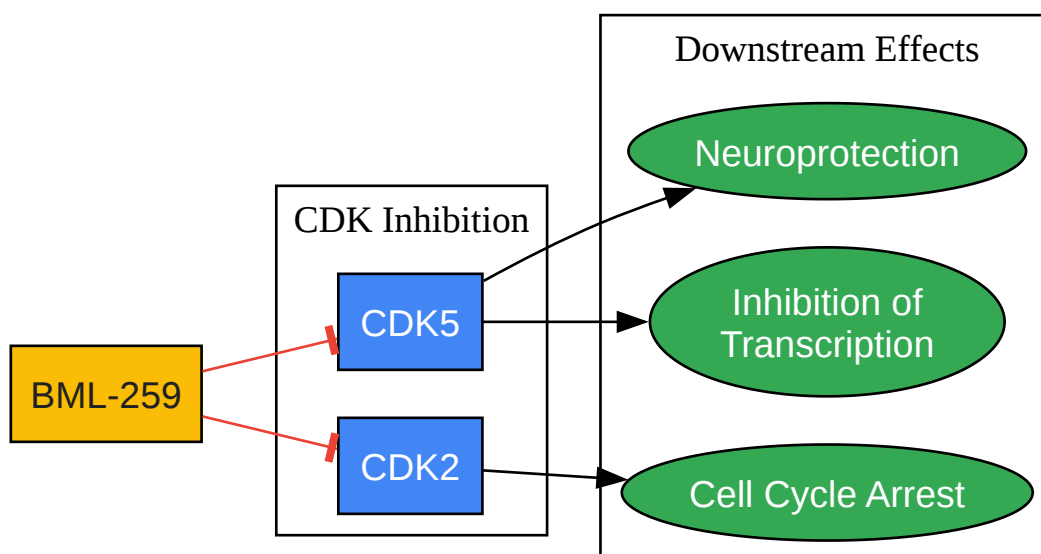 Downstream Effects
Neuroprotection
CDK Inhibition
CDK5
Inhibition of
Transcription
BML-259
CDK2
Cell Cycle Arrest